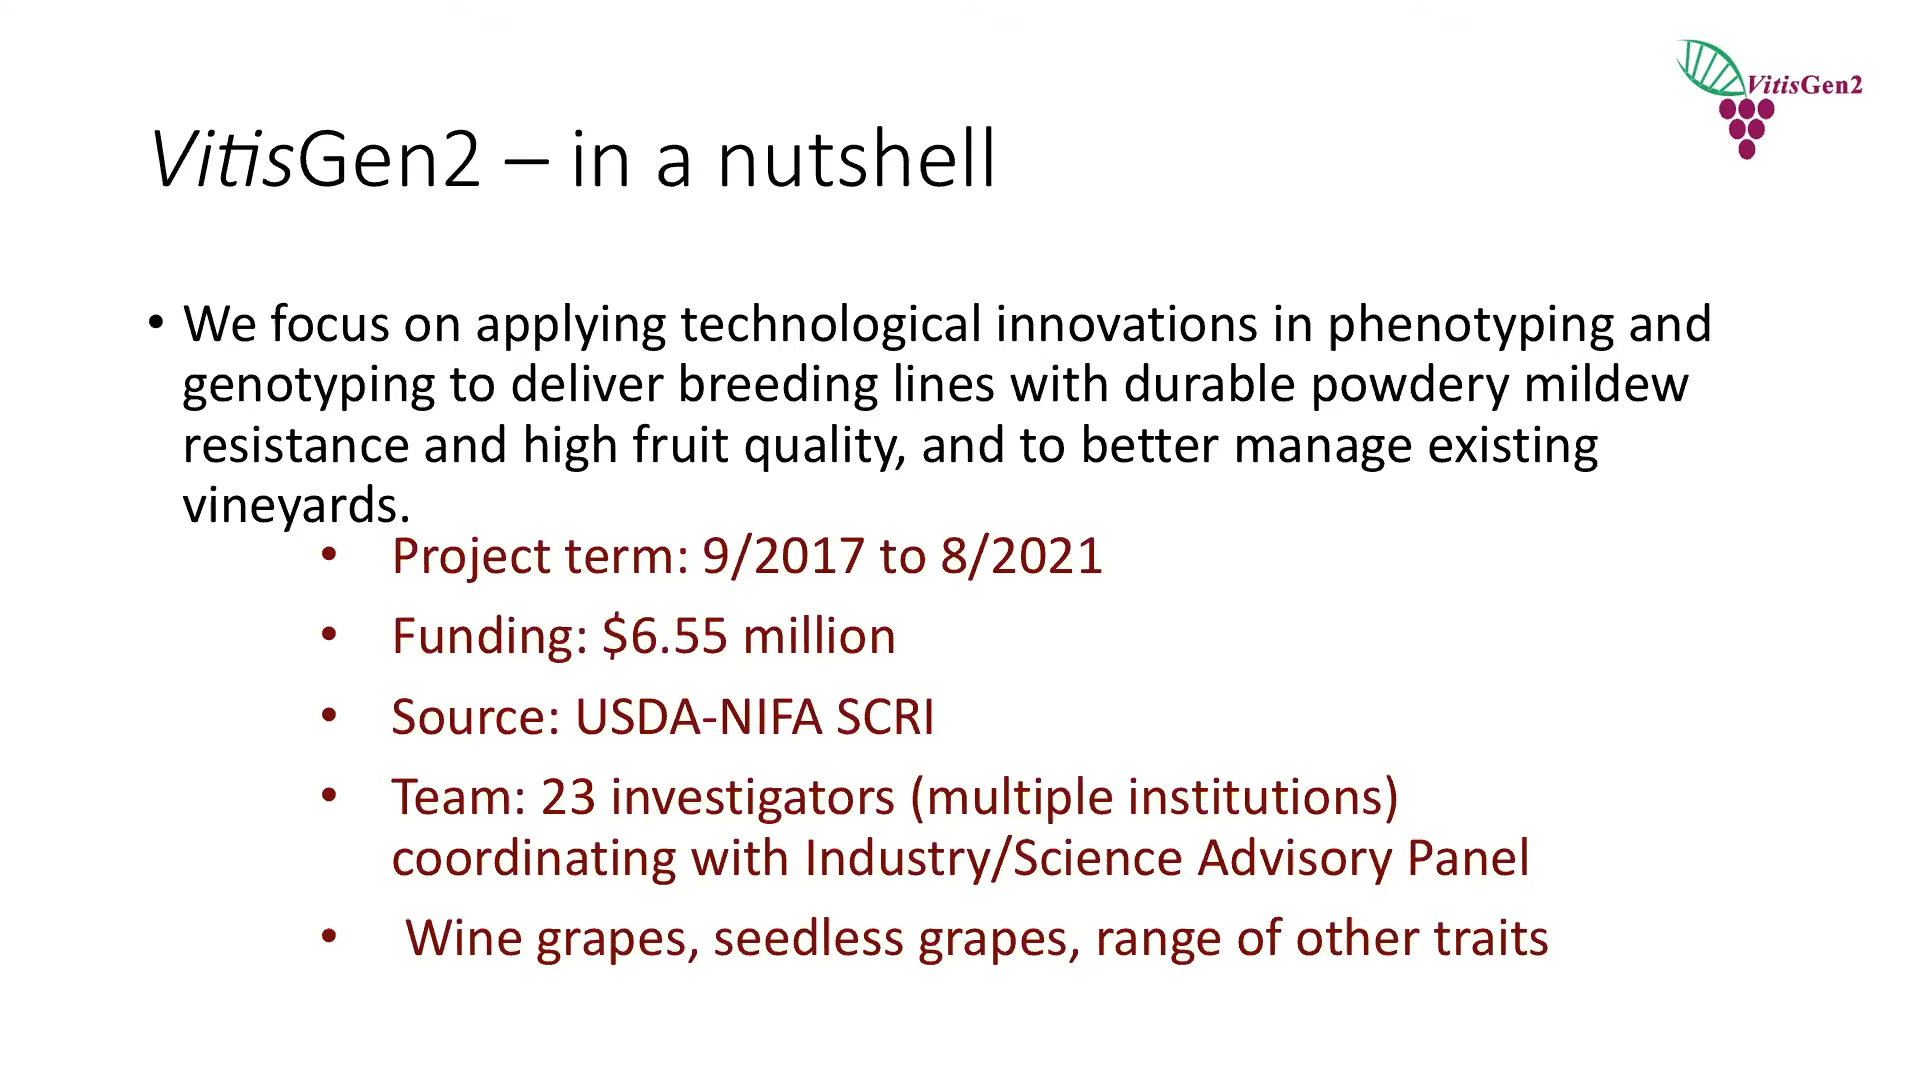 VitisGen2
VitisGen2 – in a nutshell
• We focus on applying technological innovations in phenotyping and
genotyping to deliver breeding lines with durable powdery mildew
resistance and high fruit quality, and to better manage existing
vineyards.
• Project term: 9/2017 to 8/2021
• Funding: $6.55 million
• Source: USDA-NIFA SCRI
• Team: 23 investigators (multiple institutions)
coordinating with Industry/Science Advisory Panel
• Wine grapes, seedless grapes, range of other traits